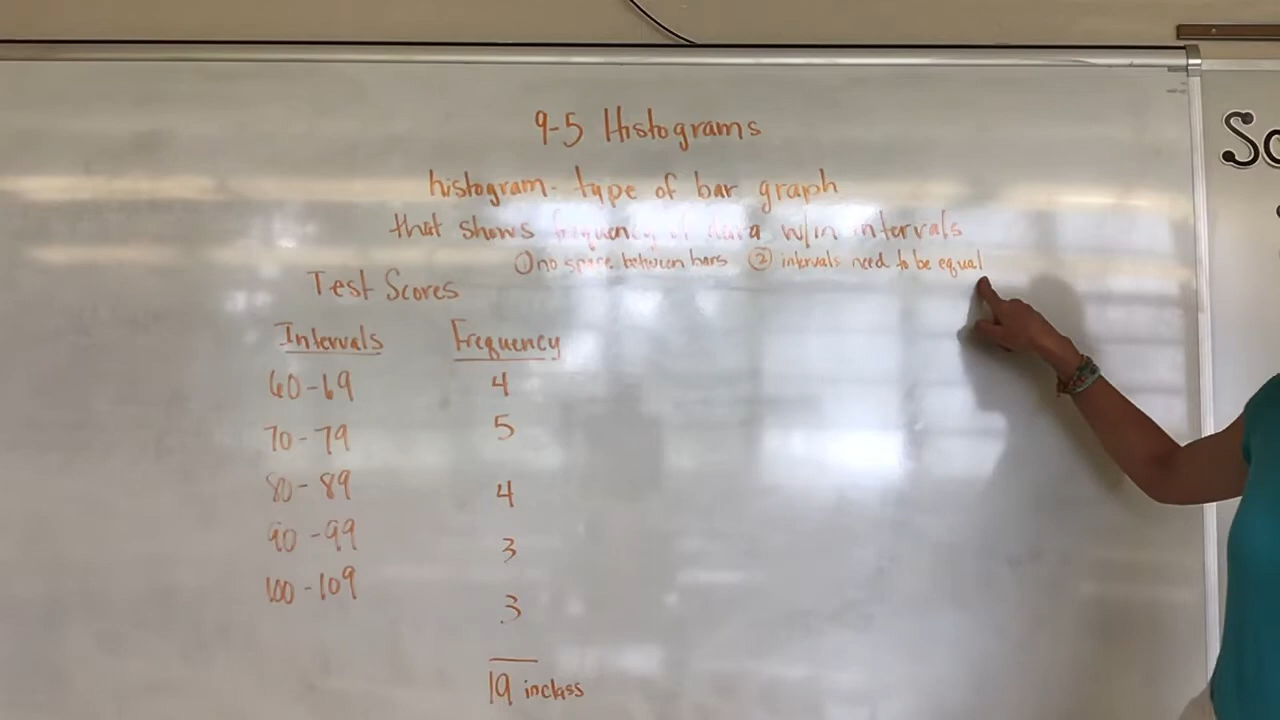 9-5 Histograms
histogram- type of bar graph
that shows frequency of data w/in intervals
① no space between bars ② intervals need to be equal
Test Scores
Intervals Frequency
60-69 4
70-79 5
80-89 4
90-99 3
100-109 3
19 in class
So